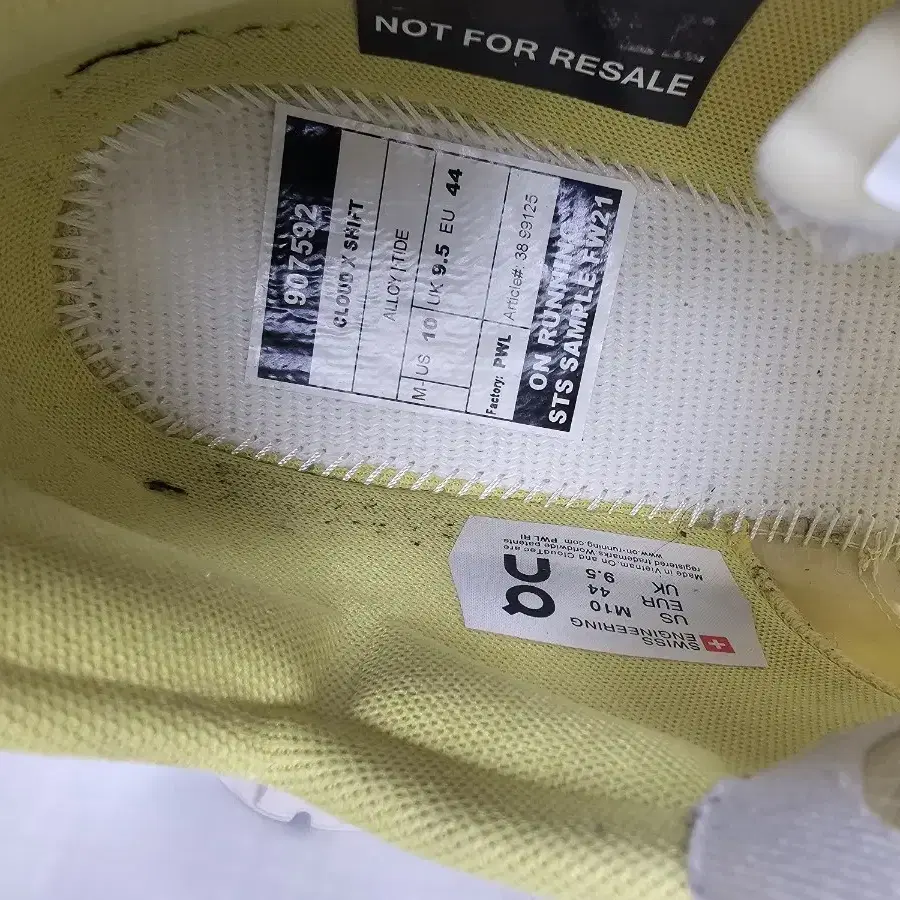 NOT FOR RESALE
907592
CLOUD X SHIFT
ALLOY | TIDE
M-US 10 UK 9.5 EU 44
Factory: PWL Article#: 38.99125
ON RUNNING
STS SAMPLE FW21
SWISS
ENGINEERING
US M10
EUR 44
UK 9.5
Made in Vietnam. On and CloudTec are
registered trademarks. Worldwide patents
www.on-running.com PWL RI